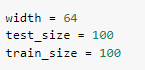 width = 64
test_size = 100
train_size = 100